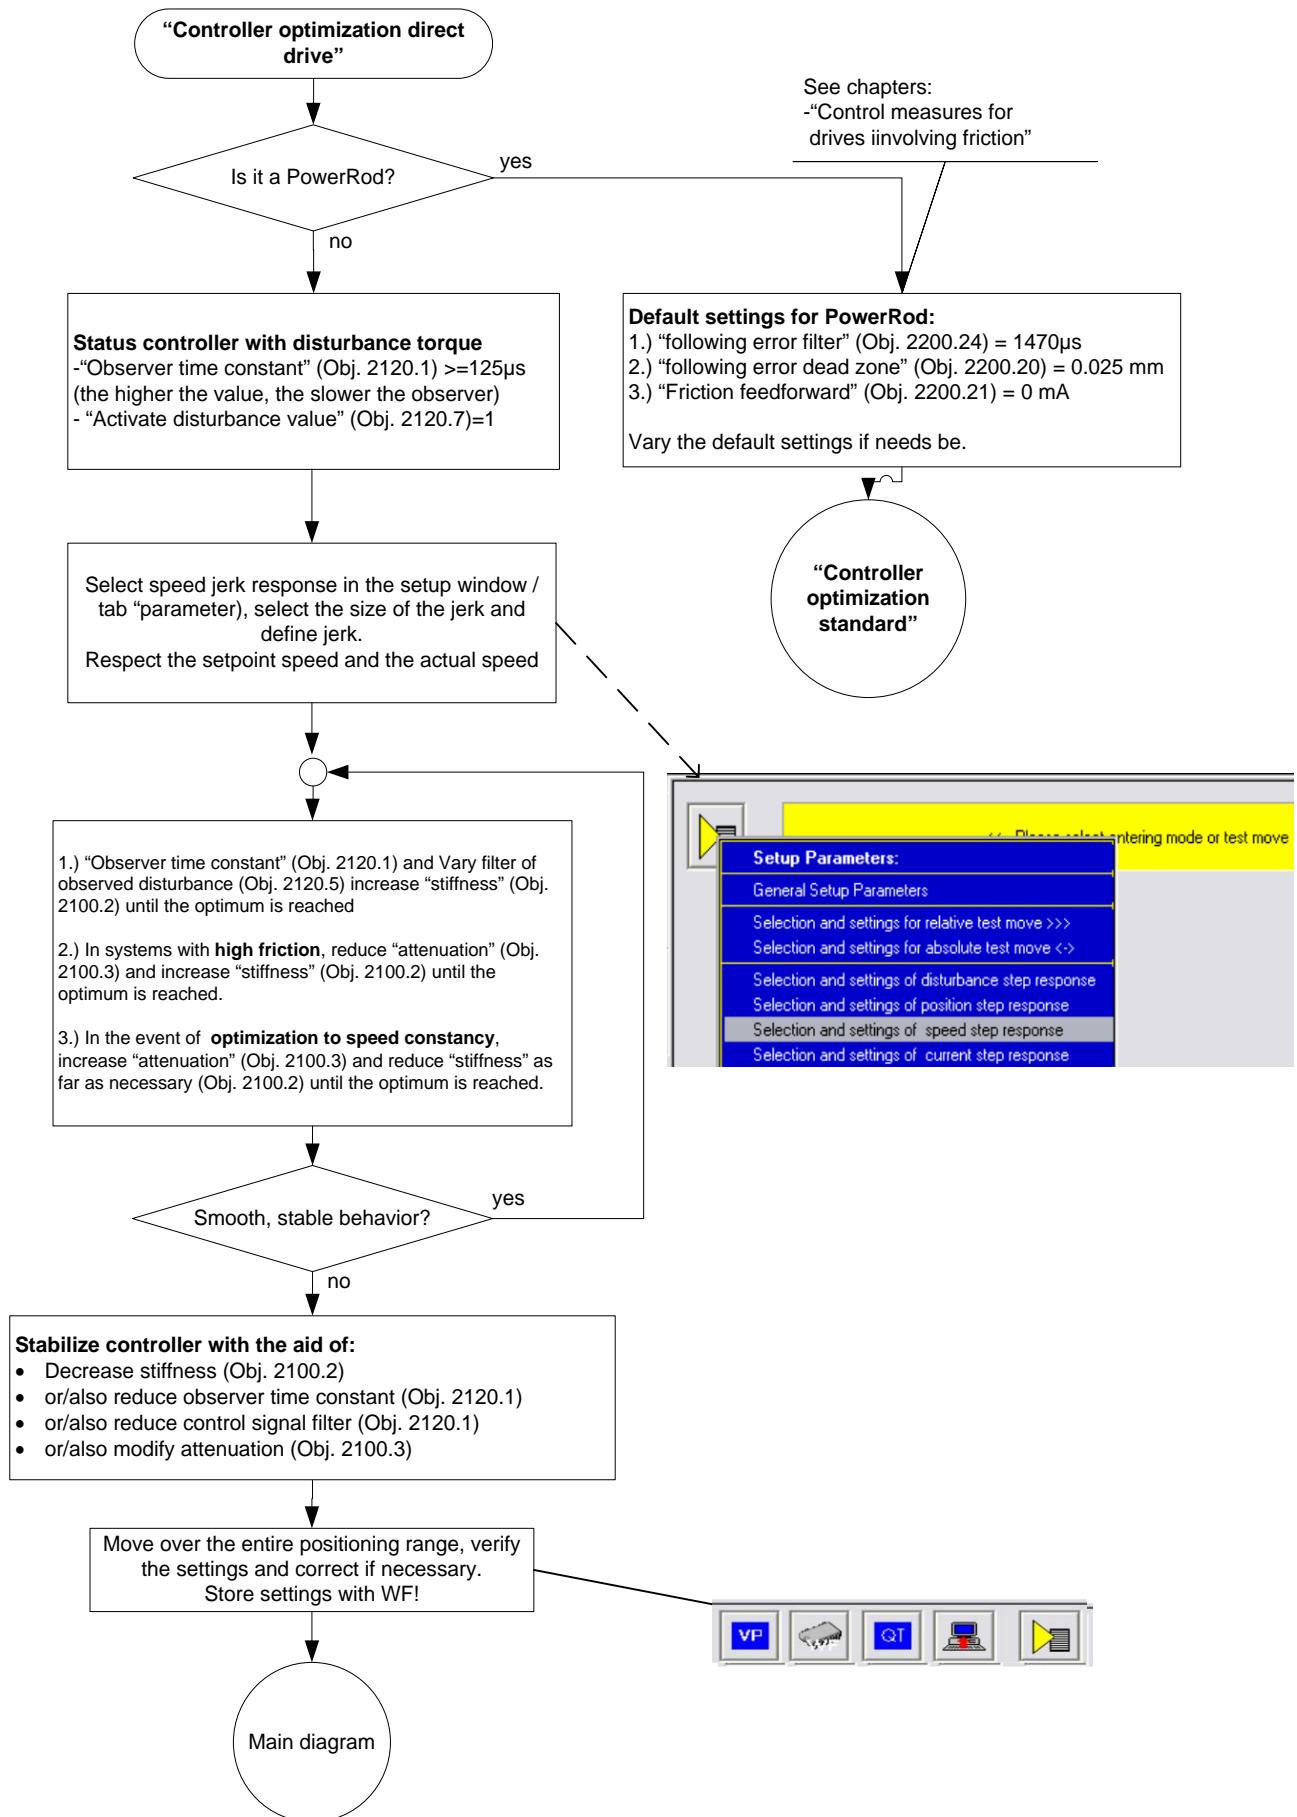 “Controller optimization direct
drive”
See chapters:
-“Control measures for
drives iinvolving friction”
Is it a PowerRod?
yes
no
Status controller with disturbance torque
-“Observer time constant” (Obj. 2120.1) >=125µs
(the higher the value, the slower the observer)
- “Activate disturbance value” (Obj. 2120.7)=1
Default settings for PowerRod:
1.) “following error filter” (Obj. 2200.24) = 1470µs
2.) “following error dead zone” (Obj. 2200.20) = 0.025 mm
3.) “Friction feedforward” (Obj. 2200.21) = 0 mA
Vary the default settings if needs be.
“Controller
optimization
standard”
Select speed jerk response in the setup window /
tab “parameter), select the size of the jerk and
define jerk.
Respect the setpoint speed and the actual speed
<< Please select entering mode or test move
Setup Parameters:
General Setup Parameters
Selection and settings for relative test move >>>
Selection and settings for absolute test move <->
Selection and settings of disturbance step response
Selection and settings of position step response
Selection and settings of speed step response
Selection and settings of current step response
1.) “Observer time constant” (Obj. 2120.1) and Vary filter of
observed disturbance (Obj. 2120.5) increase “stiffness” (Obj.
2100.2) until the optimum is reached
2.) In systems with high friction, reduce “attenuation” (Obj.
2100.3) and increase “stiffness” (Obj. 2100.2) until the
optimum is reached.
3.) In the event of optimization to speed constancy,
increase “attenuation” (Obj. 2100.3) and reduce “stiffness” as
far as necessary (Obj. 2100.2) until the optimum is reached.
Smooth, stable behavior?
yes
no
Stabilize controller with the aid of:
• Decrease stiffness (Obj. 2100.2)
• or/also reduce observer time constant (Obj. 2120.1)
• or/also reduce control signal filter (Obj. 2120.1)
• or/also modify attenuation (Obj. 2100.3)
Move over the entire positioning range, verify
the settings and correct if necessary.
Store settings with WF!
VP
QT
Main diagram